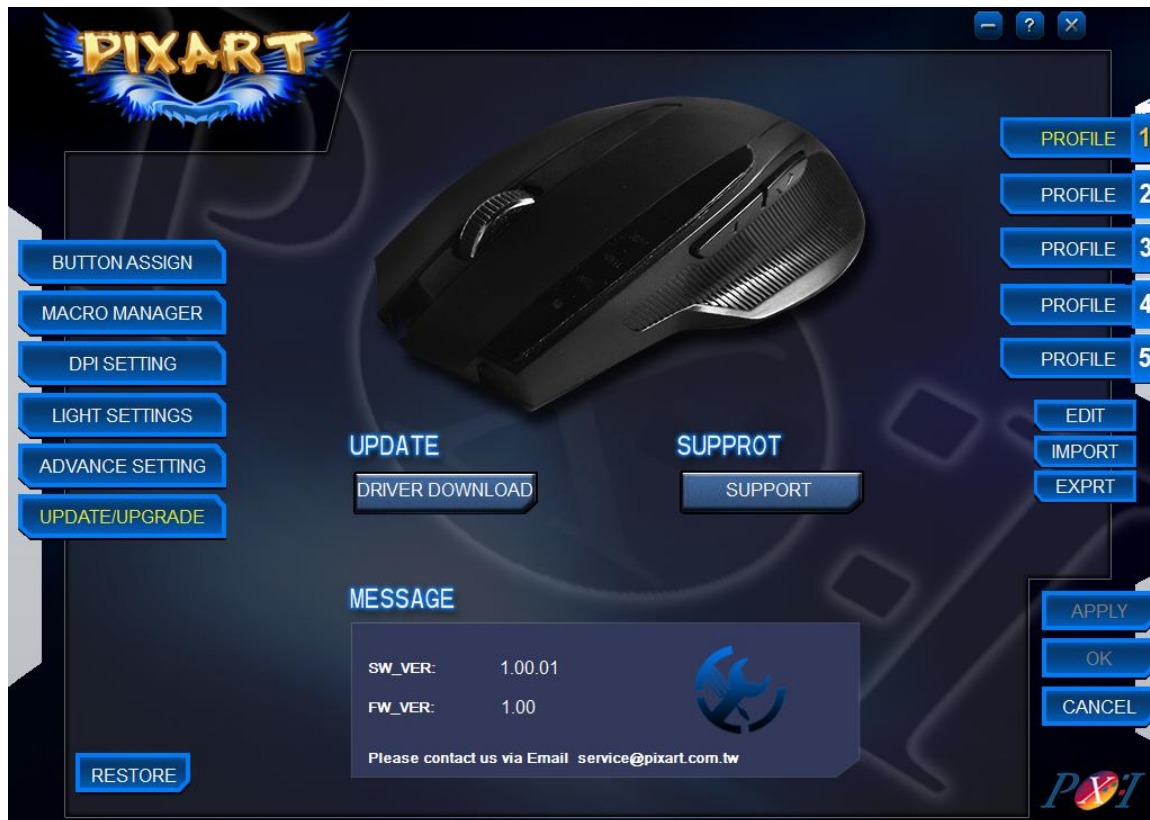 PIXART
?
PROFILE 1
PROFILE 2
PROFILE 3
PROFILE 4
PROFILE 5
BUTTON ASSIGN
MACRO MANAGER
DPI SETTING
LIGHT SETTINGS
ADVANCE SETTING
UPDATE/UPGRADE
EDIT
IMPORT
EXPRT
UPDATE
SUPPROT
DRIVER DOWNLOAD
SUPPORT
MESSAGE
SW_VER: 1.00.01
FW_VER: 1.00
Please contact us via Email service@pixart.com.tw
APPLY
OK
CANCEL
RESTORE
PXI